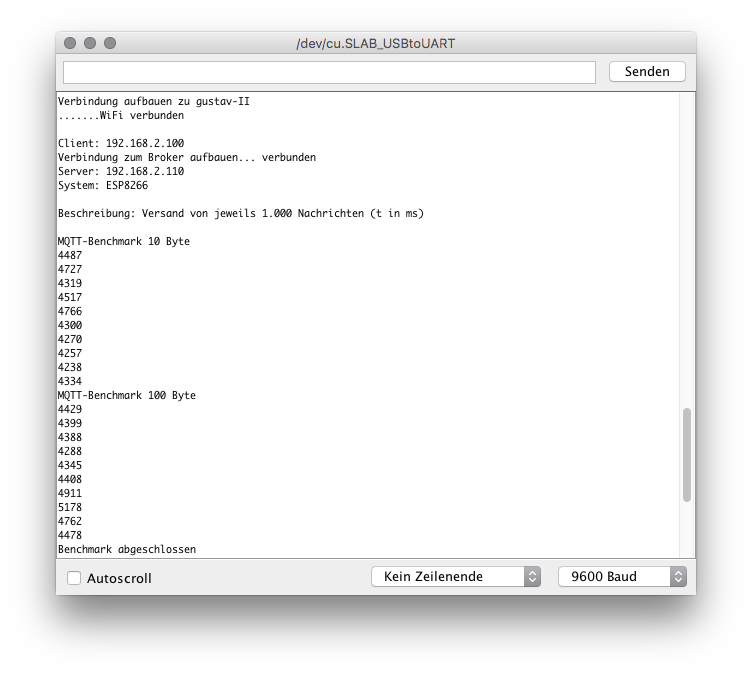 /dev/cu.SLAB_USBtoUART
Senden
Verbindung aufbauen zu gustav-II
.......WiFi verbunden
Client: 192.168.2.100
Verbindung zum Broker aufbauen... verbunden
Server: 192.168.2.110
System: ESP8266
Beschreibung: Versand von jeweils 1.000 Nachrichten (t in ms)
MQTT-Benchmark 10 Byte
4487
4727
4319
4517
4766
4300
4270
4257
4238
4334
MQTT-Benchmark 100 Byte
4429
4399
4388
4288
4345
4408
4911
5178
4762
4478
Benchmark abgeschlossen
Autoscroll
Kein Zeilenende
9600 Baud